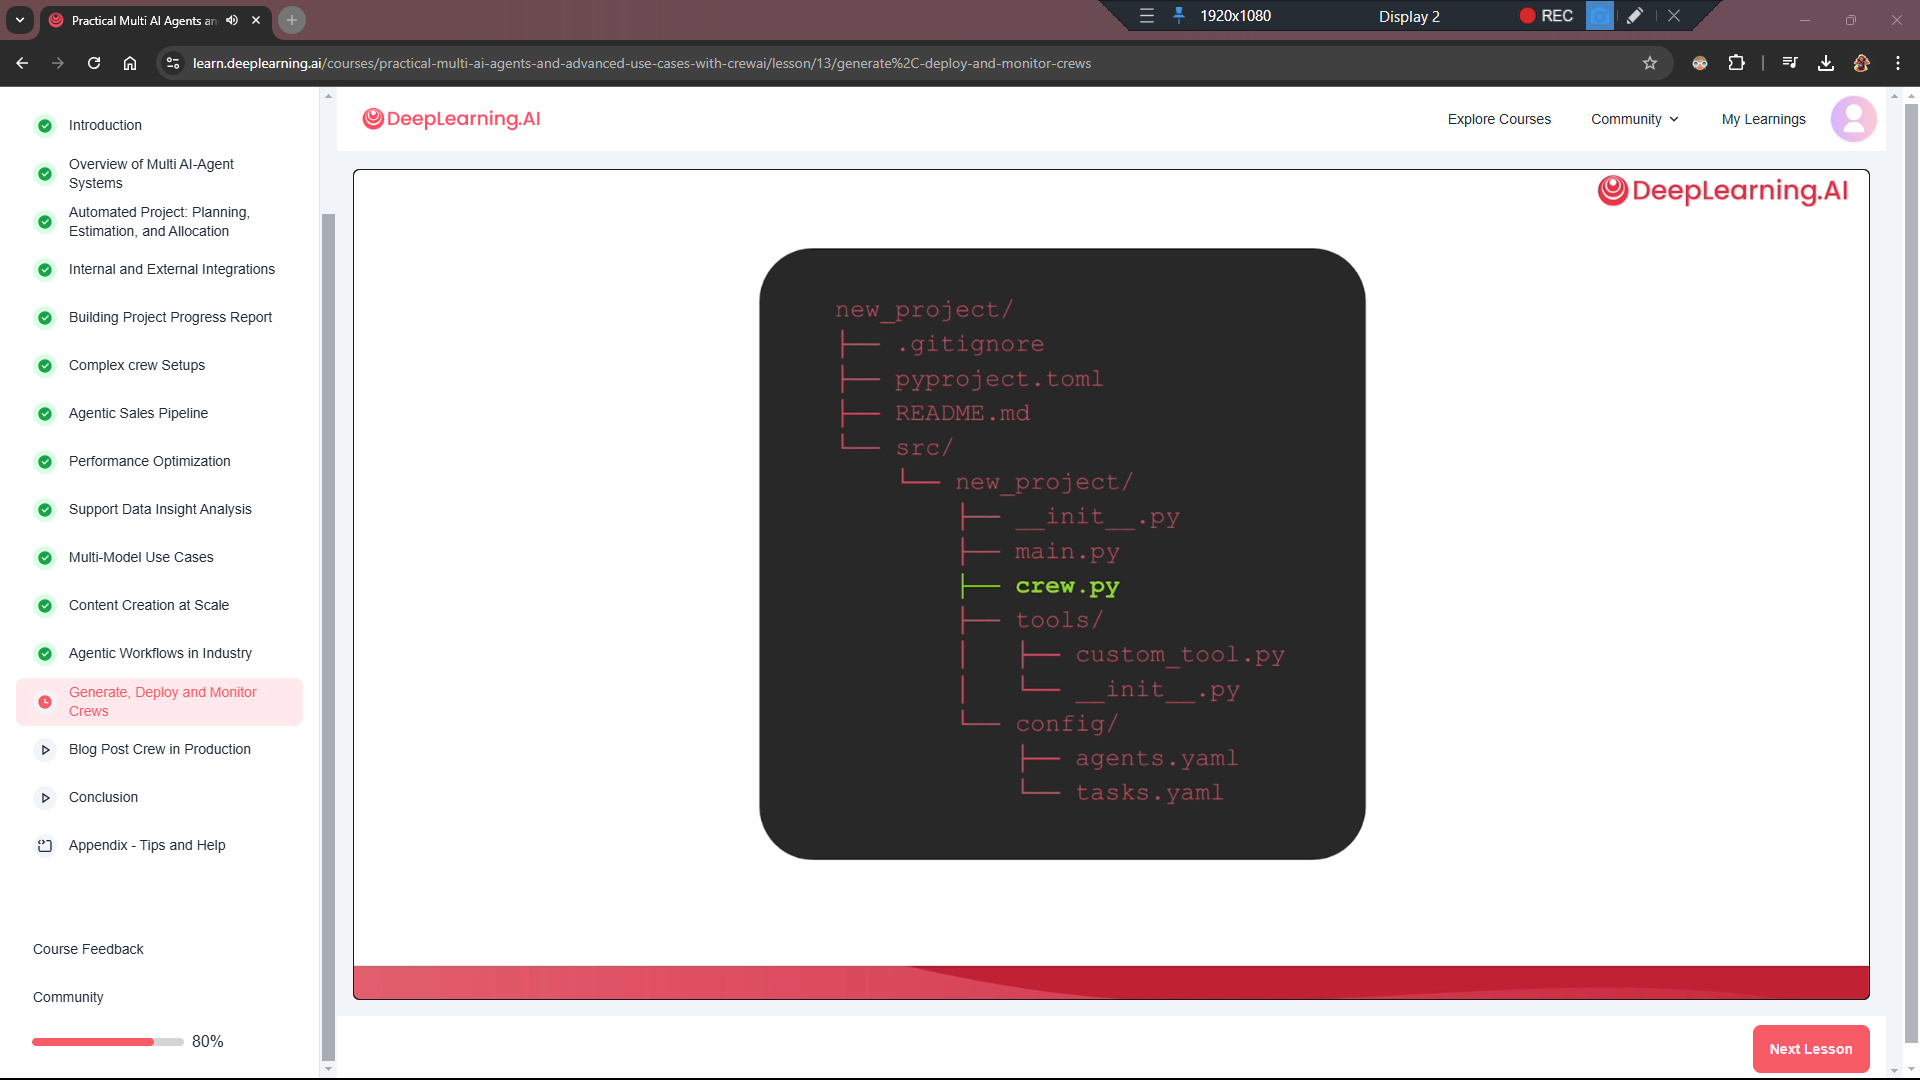 Practical Multi AI Agents an
1920x1080
Display 2
REC
learn.deeplearning.ai/courses/practical-multi-ai-agents-and-advanced-use-cases-with-crewai/lesson/13/generate%2C-deploy-and-monitor-crews
Introduction
Overview of Multi AI-Agent
Systems
Automated Project: Planning,
Estimation, and Allocation
Internal and External Integrations
Building Project Progress Report
Complex crew Setups
Agentic Sales Pipeline
Performance Optimization
Support Data Insight Analysis
Multi-Model Use Cases
Content Creation at Scale
Agentic Workflows in Industry
Generate, Deploy and Monitor
Crews
Blog Post Crew in Production
Conclusion
Appendix - Tips and Help
Course Feedback
Community
80%
DeepLearning.AI
Explore Courses
Community
My Learnings
DeepLearning.AI
new_project/
├── .gitignore
├── pyproject.toml
├── README.md
└── src/
└── new_project/
├── __init__.py
├── main.py
├── crew.py
├── tools/
│ ├── custom_tool.py
│ └── __init__.py
└── config/
├── agents.yaml
└── tasks.yaml
Next Lesson